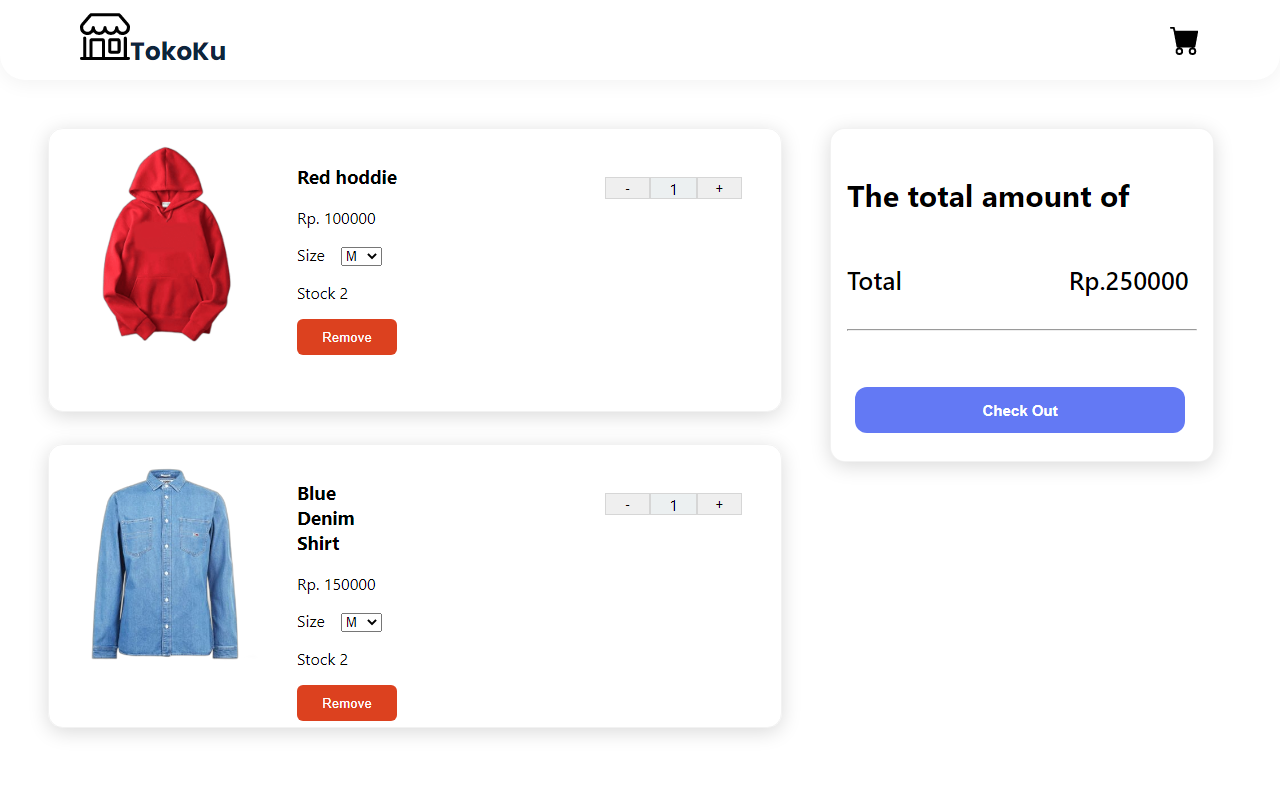 TokoKu
Red hoddie
- 1 +
Rp. 100000
Size M
Stock 2
Remove
Blue
Denim
Shirt
- 1 +
Rp. 150000
Size M
Stock 2
Remove
The total amount of
Total Rp.250000
Check Out